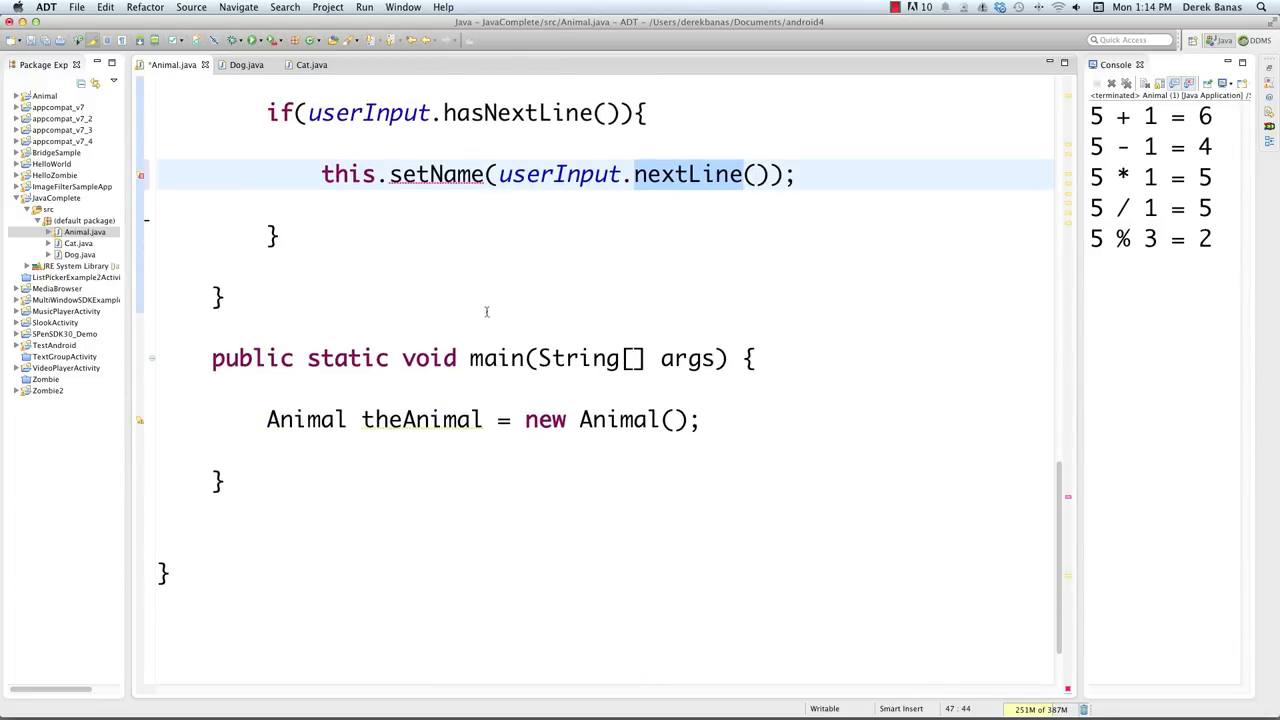 ADT File Edit Refactor Source Navigate Search Project Run Window Help
10
Mon 1:14 PM Derek Banas
Java – JavaComplete/src/Animal.java – ADT – /Users/derekbanas/Documents/android4
Quick Access
Java
DDMS
Package Exp
*Animal.java
Dog.java
Cat.java
Console
<terminated> Animal (1) [Java Application] /S
Animal
appcompat_v7
appcompat_v7_2
appcompat_v7_3
appcompat_v7_4
BridgeSample
HelloWorld
HelloZombie
ImageFilterSampleApp
JavaComplete
src
(default package)
Animal.java
Cat.java
Dog.java
JRE System Library [Ja
ListPickerExample2Activi
MediaBrowser
MultiWindowSDKExample
MusicPlayerActivity
SlookActivity
SPenSDK30_Demo
TestAndroid
TextGroupActivity
VideoPlayerActivity
Zombie
Zombie2
if(userInput.hasNextLine()){
this.setName(userInput.nextLine());
}
}
public static void main(String[] args) {
Animal theAnimal = new Animal();
}
}
5 + 1 = 6
5 - 1 = 4
5 * 1 = 5
5 / 1 = 5
5 % 3 = 2
Writable
Smart Insert
47 : 44
251M of 387M